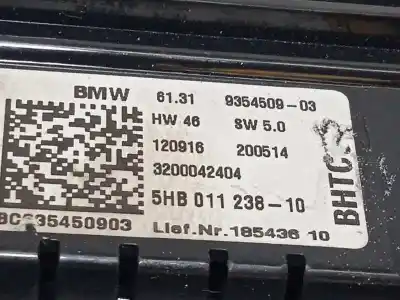 BMW 61.31 9354509-03
HW 46 SW 5.0
120916 200514
3200042404
5HB 011 238-10
BC635450903 Lief.Nr.185436 10
BHTC